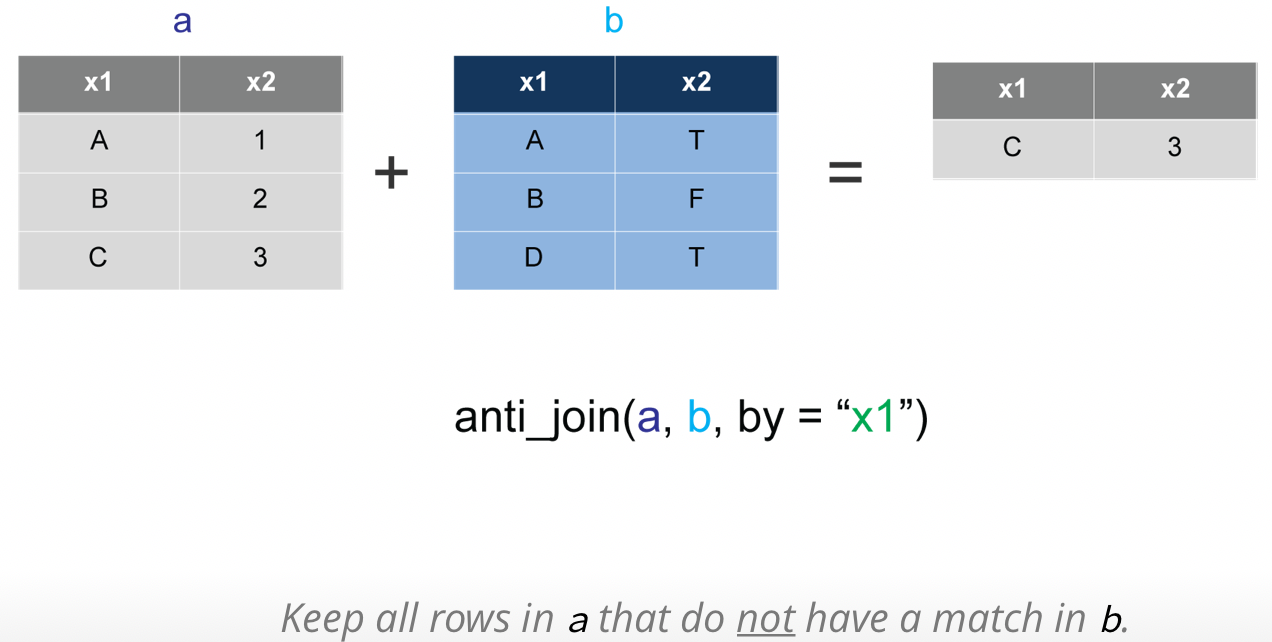 a b
x1 x2 x1 x2 x1 x2
A 1 A T C 3
B 2 + B F =
C 3 D T
anti_join(a, b, by = “x1”)
Keep all rows in a that do not have a match in b.